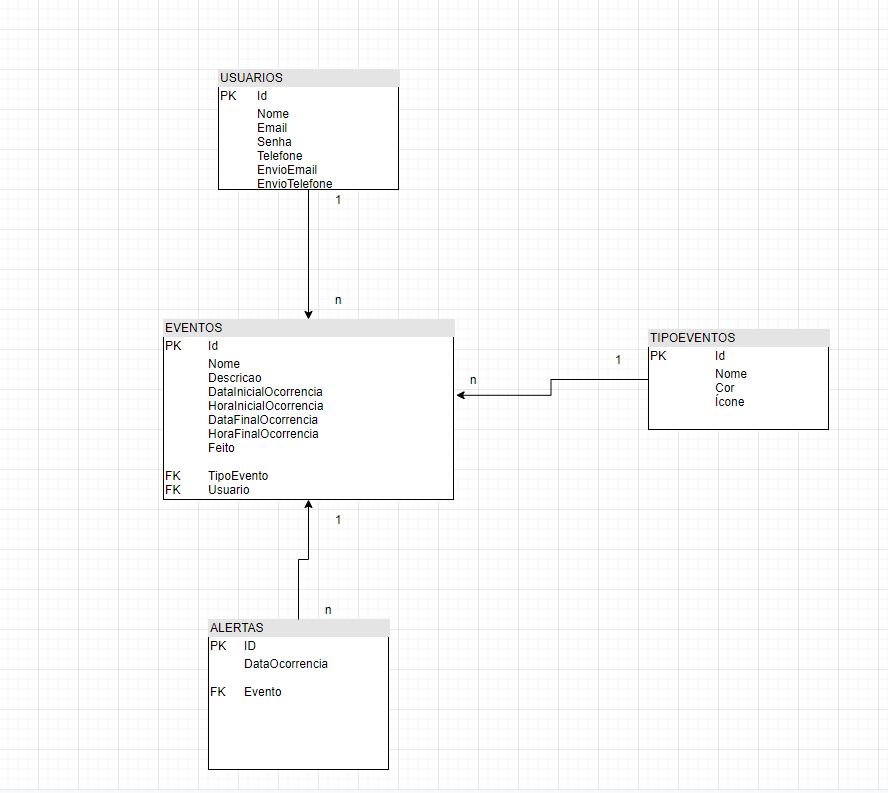 USUARIOS
PK Id
Nome
Email
Senha
Telefone
EnvioEmail
EnvioTelefone
1
n
EVENTOS
PK Id
Nome
Descricao
DataInicialOcorrencia
HoraInicialOcorrencia
DataFinalOcorrencia
HoraFinalOcorrencia
Feito
FK TipoEvento
FK Usuario
n
1
TIPOEVENTOS
PK Id
Nome
Cor
Ícone
1
n
ALERTAS
PK ID
DataOcorrencia
FK Evento